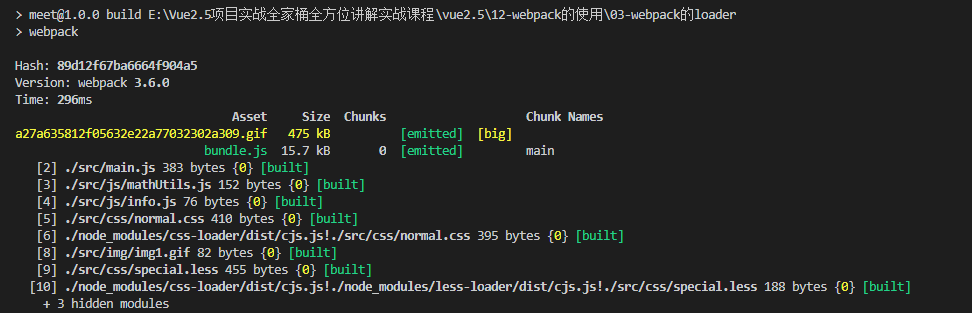 > meet@1.0.0 build E:\Vue2.5项目实战全家桶全方位讲解实战课程\vue2.5\12-webpack的使用\03-webpack的loader
> webpack
Hash: 89d12f67ba6664f904a5
Version: webpack 3.6.0
Time: 296ms
Asset Size Chunks Chunk Names
a27a635812f05632e22a77032302a309.gif 475 kB [emitted] [big]
bundle.js 15.7 kB 0 [emitted] main
[2] ./src/main.js 383 bytes {0} [built]
[3] ./src/js/mathUtils.js 152 bytes {0} [built]
[4] ./src/js/info.js 76 bytes {0} [built]
[5] ./src/css/normal.css 410 bytes {0} [built]
[6] ./node_modules/css-loader/dist/cjs.js!./src/css/normal.css 395 bytes {0} [built]
[8] ./src/img/img1.gif 82 bytes {0} [built]
[9] ./src/css/special.less 455 bytes {0} [built]
[10] ./node_modules/css-loader/dist/cjs.js!./node_modules/less-loader/dist/cjs.js!./src/css/special.less 188 bytes {0} [built]
+ 3 hidden modules